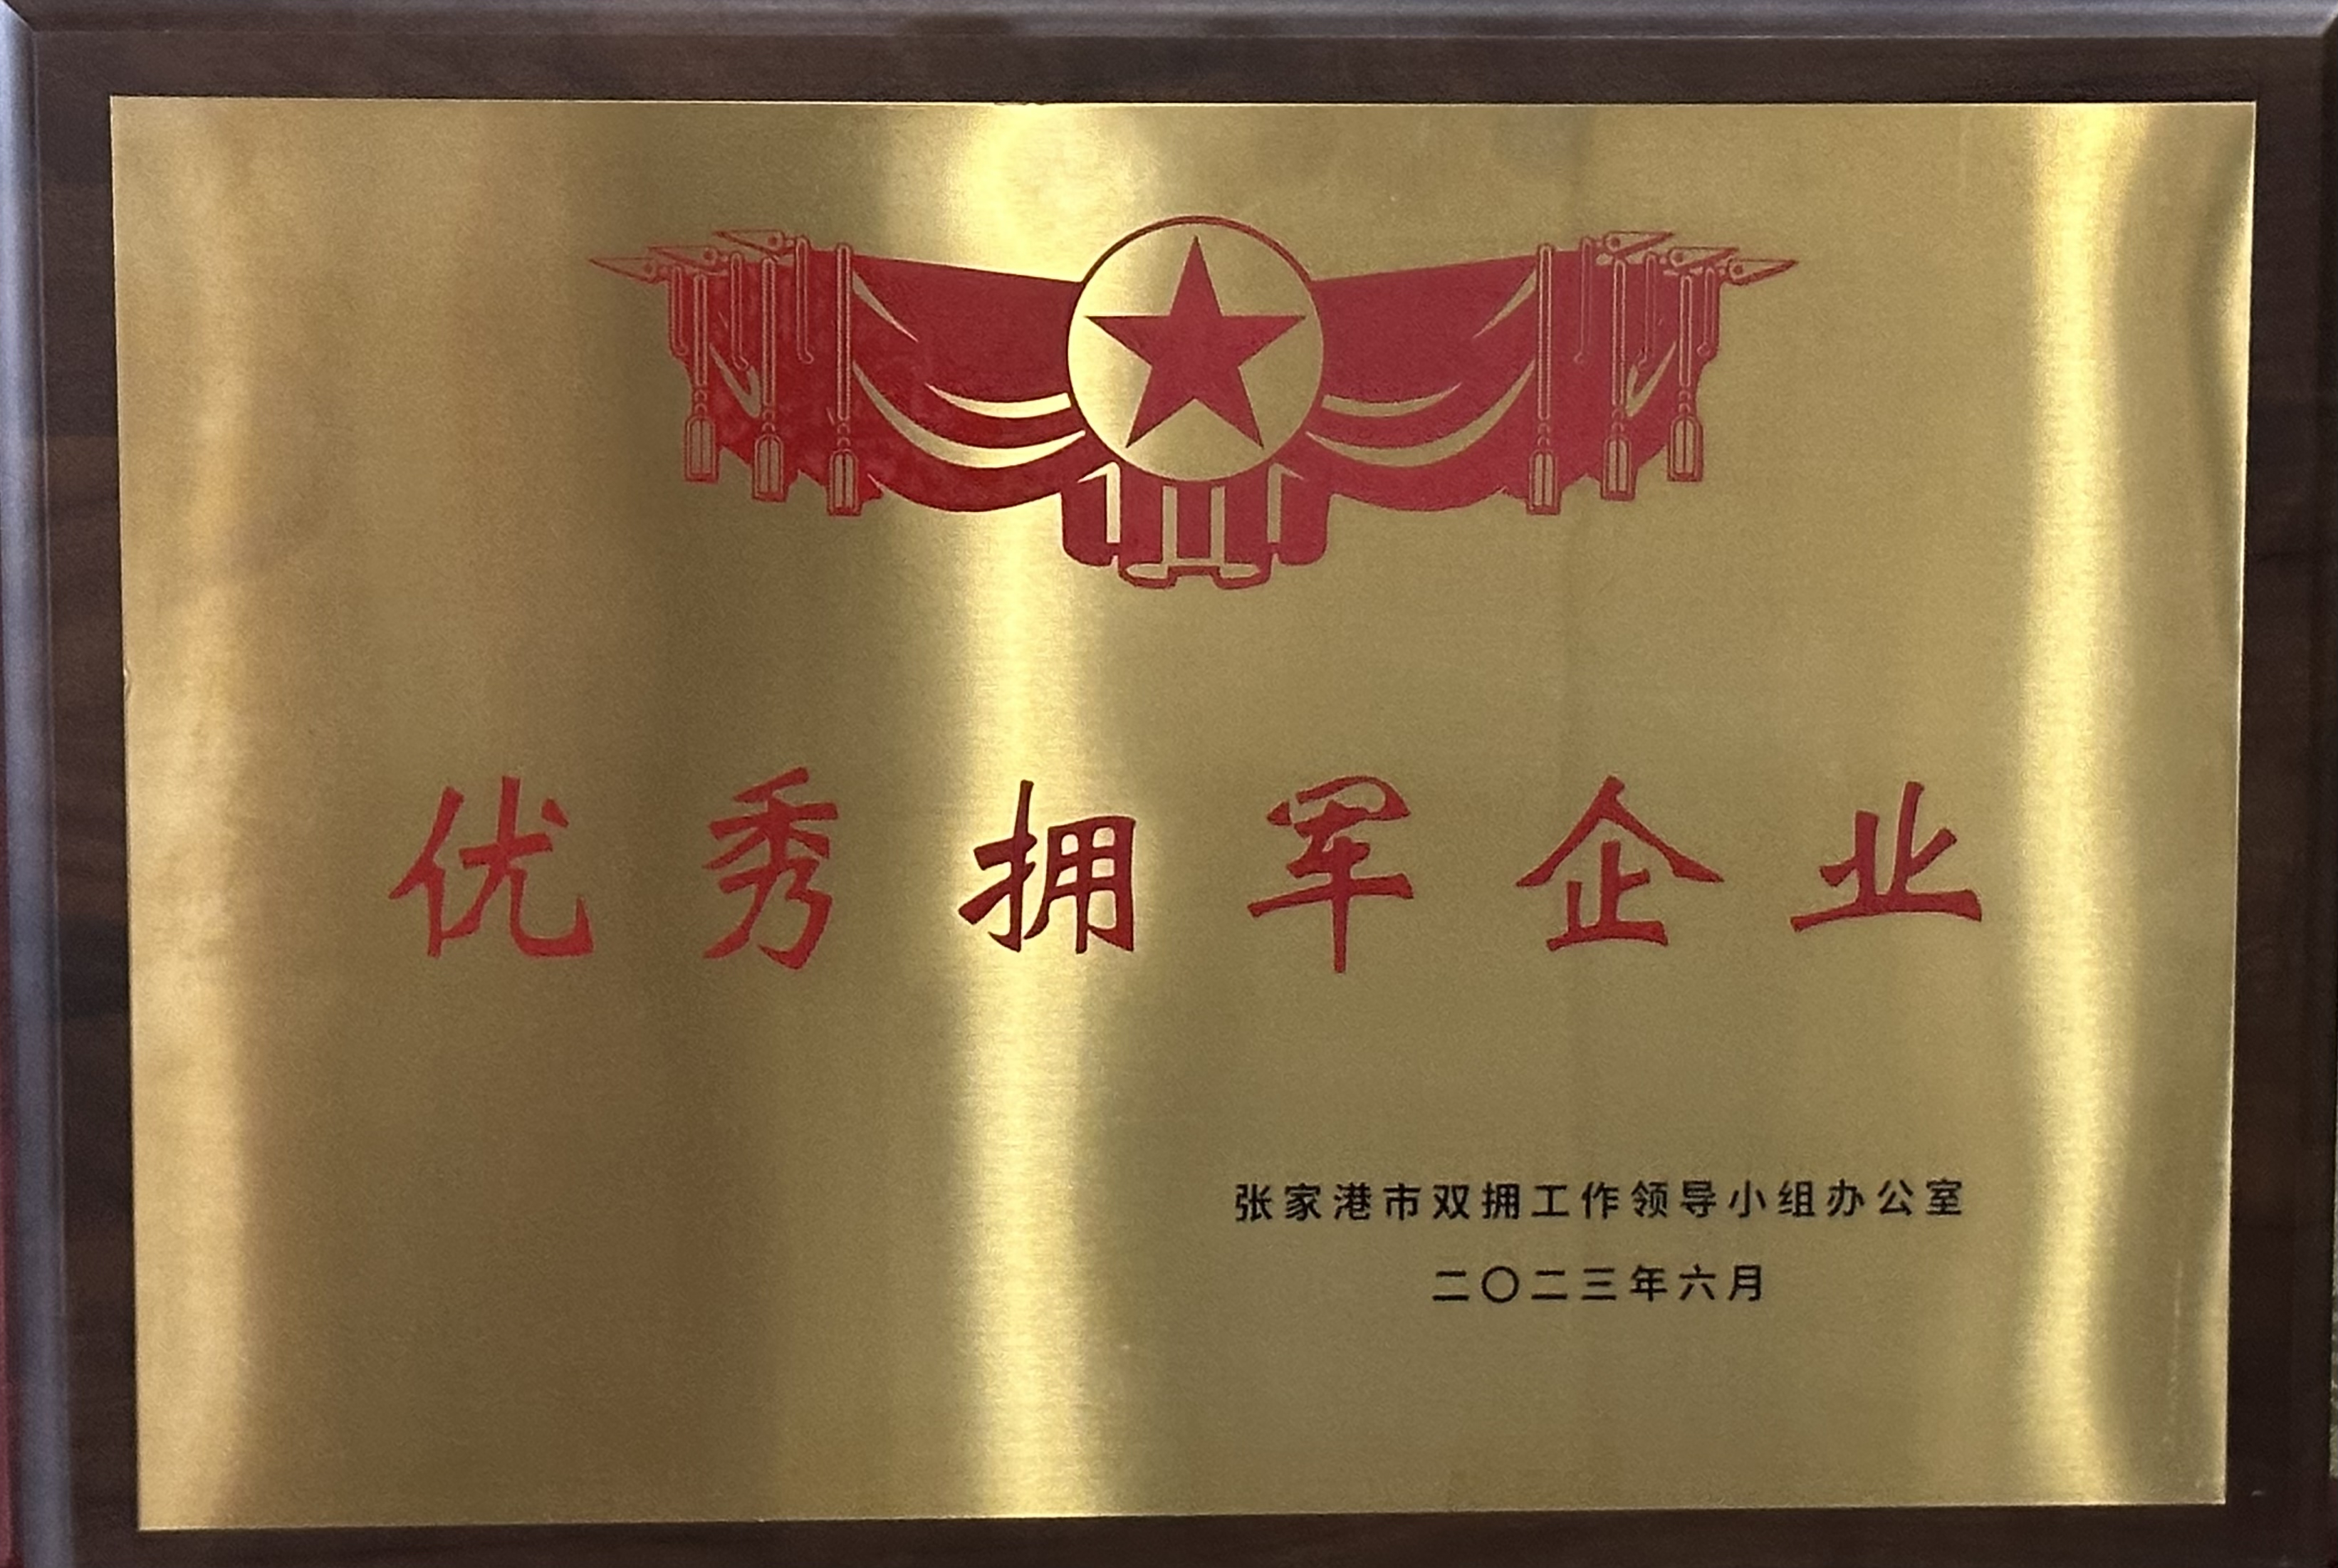 优秀拥军企业
张家港市双拥工作领导小组办公室
二〇二三年六月